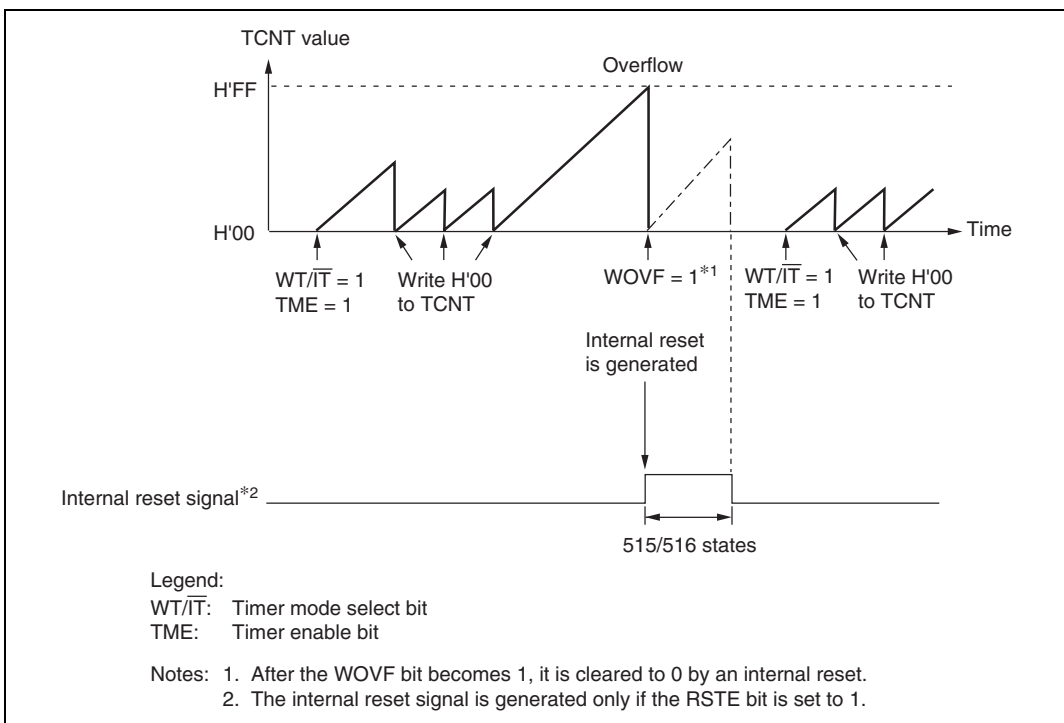 TCNT value
Overflow
H'FF
H'00
Time
WT/IT = 1
TME = 1
Write H'00
to TCNT
WOVF = 1*1
WT/IT = 1
TME = 1
Write H'00
to TCNT
Internal reset
is generated
Internal reset signal*2
515/516 states
Legend:
WT/IT: Timer mode select bit
TME: Timer enable bit
Notes: 1. After the WOVF bit becomes 1, it is cleared to 0 by an internal reset.
2. The internal reset signal is generated only if the RSTE bit is set to 1.